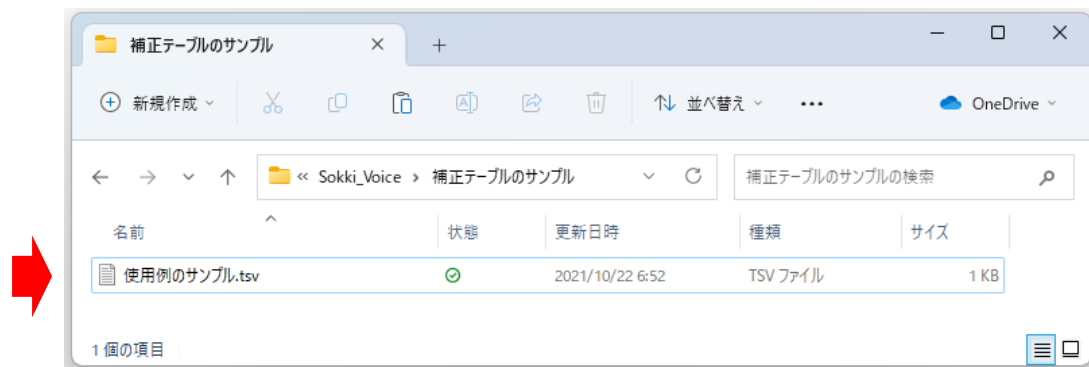 補正テーブルのサンプル
新規作成 並べ替え OneDrive
« Sokki_Voice › 補正テーブルのサンプル 補正テーブルのサンプルの検索
名前 状態 更新日時 種類 サイズ
使用例のサンプル.tsv 2021/10/22 6:52 TSV ファイル 1 KB
1 個の項目